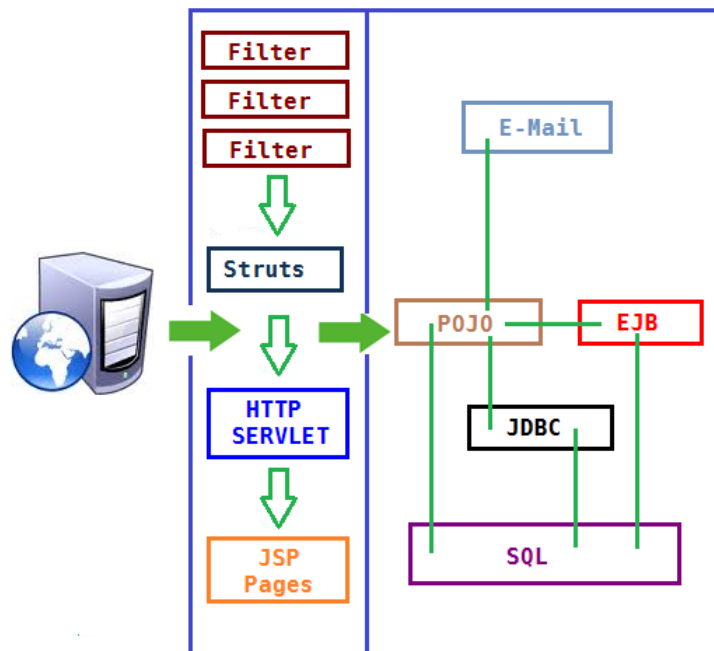 Filter
Filter
Filter
Struts
HTTP
SERVLET
JSP
Pages
E-Mail
POJO
EJB
JDBC
SQL